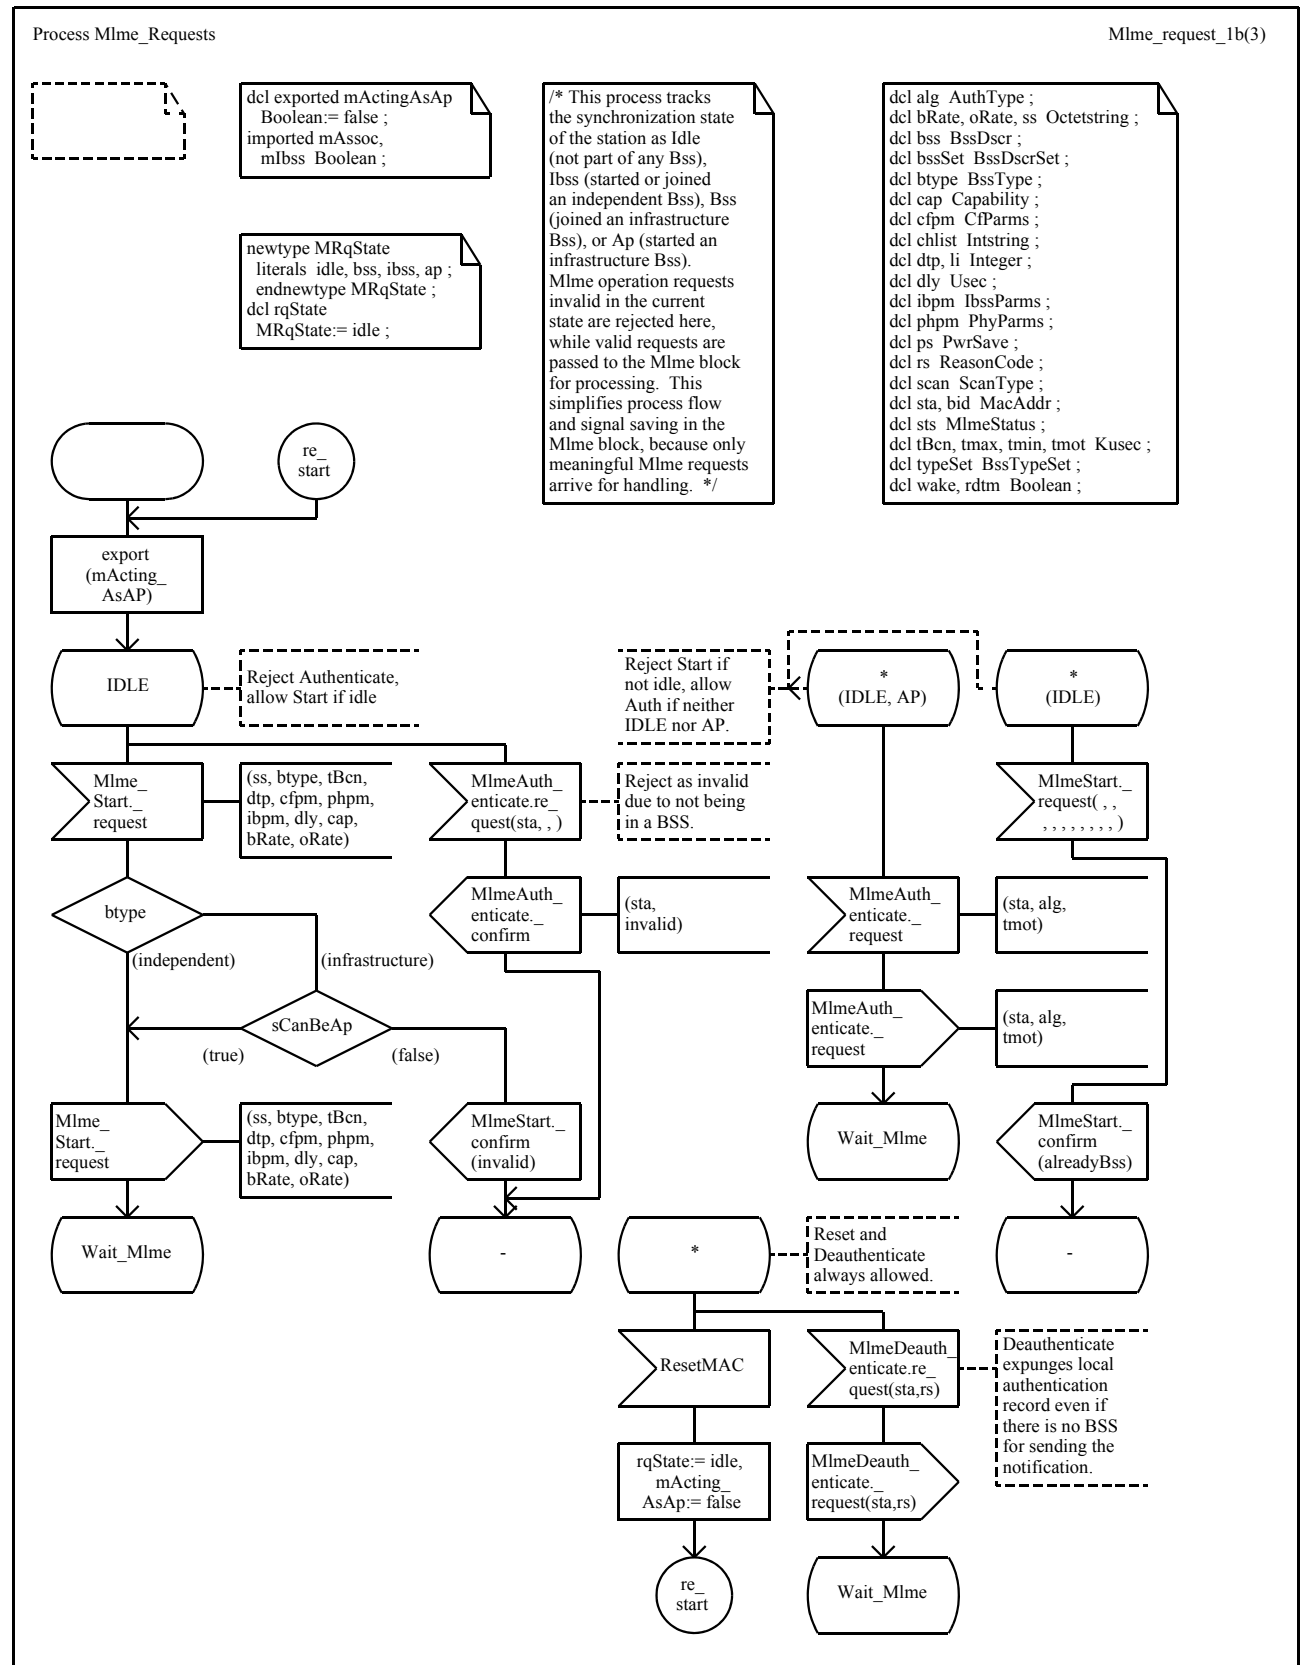 Process Mlme_Requests
Mlme_request_1b(3)
dcl exported mActingAsAp
Boolean:= false ;
imported mAssoc,
mIbss Boolean ;
newtype MRqState
literals idle, bss, ibss, ap ;
endnewtype MRqState ;
dcl rqState
MRqState:= idle ;
/* This process tracks
the synchronization state
of the station as Idle
(not part of any Bss),
Ibss (started or joined
an independent Bss), Bss
(joined an infrastructure
Bss), or Ap (started an
infrastructure Bss).
Mlme operation requests
invalid in the current
state are rejected here,
while valid requests are
passed to the Mlme block
for processing. This
simplifies process flow
and signal saving in the
Mlme block, because only
meaningful Mlme requests
arrive for handling. */
dcl alg AuthType ;
dcl bRate, oRate, ss Octetstring ;
dcl bss BssDscr ;
dcl bssSet BssDscrSet ;
dcl btype BssType ;
dcl cap Capability ;
dcl cfpm CfParms ;
dcl chlist Intstring ;
dcl dtp, li Integer ;
dcl dly Usec ;
dcl ibpm IbssParms ;
dcl phpm PhyParms ;
dcl ps PwrSave ;
dcl rs ReasonCode ;
dcl scan ScanType ;
dcl sta, bid MacAddr ;
dcl sts MlmeStatus ;
dcl tBcn, tmax, tmin, tmot Kusec ;
dcl typeSet BssTypeSet ;
dcl wake, rdtm Boolean ;
re_
start
export
(mActing_
AsAP)
IDLE
Reject Authenticate,
allow Start if idle
Reject Start if
not idle, allow
Auth if neither
IDLE nor AP.
*
(IDLE, AP)
*
(IDLE)
Mlme_
Start._
request
(ss, btype, tBcn,
dtp, cfpm, phpm,
ibpm, dly, cap,
bRate, oRate)
MlmeAuth_
enticate.re_
quest(sta, , )
Reject as invalid
due to not being
in a BSS.
MlmeStart._
request( , ,
, , , , , , , , )
btype
(independent)
(infrastructure)
MlmeAuth_
enticate._
confirm
(sta,
invalid)
MlmeAuth_
enticate._
request
(sta, alg,
tmot)
sCanBeAp
(true)
(false)
MlmeAuth_
enticate._
request
(sta, alg,
tmot)
Mlme_
Start._
request
(ss, btype, tBcn,
dtp, cfpm, phpm,
ibpm, dly, cap,
bRate, oRate)
MlmeStart._
confirm
(invalid)
Wait_Mlme
MlmeStart._
confirm
(alreadyBss)
Wait_Mlme
-
*
Reset and
Deauthenticate
always allowed.
-
ResetMAC
MlmeDeauth_
enticate.re_
quest(sta,rs)
Deauthenticate
expunges local
authentication
record even if
there is no BSS
for sending the
notification.
rqState:= idle,
mActing_
AsAp:= false
MlmeDeauth_
enticate._
request(sta,rs)
re_
start
Wait_Mlme